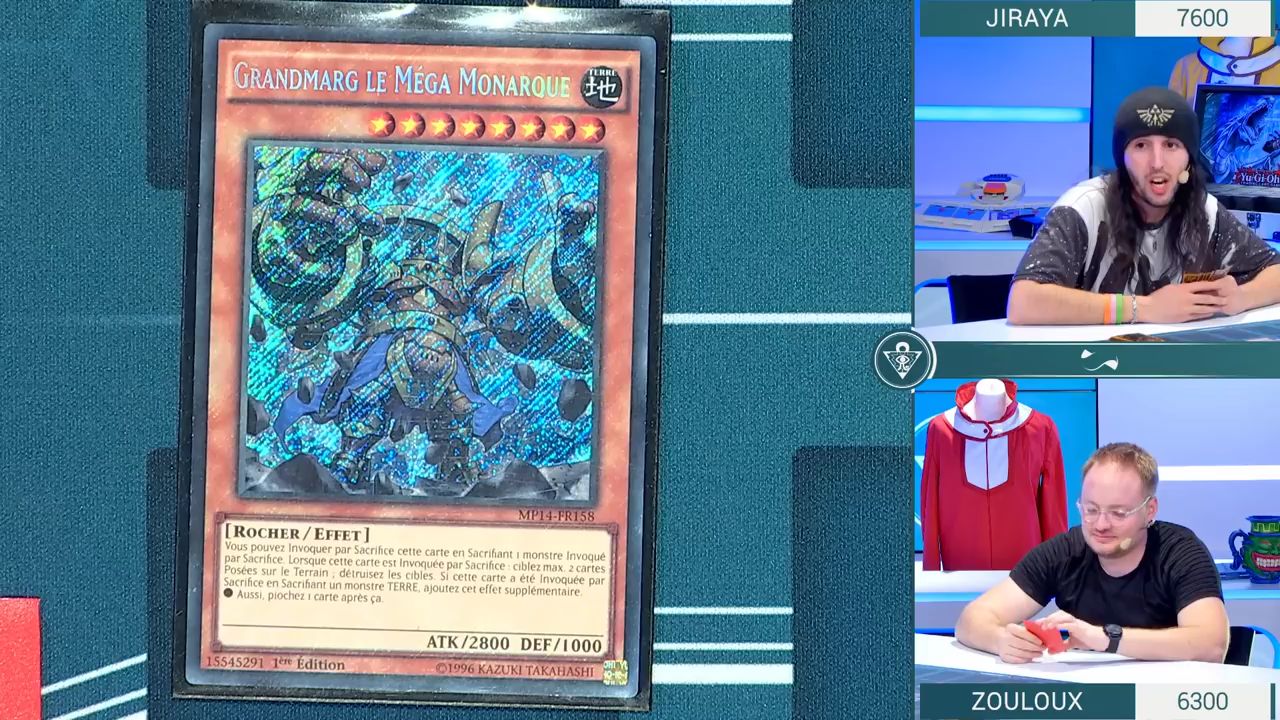 JIRAYA 7600
GRANDMARG LE MÉGA MONARQUE
TERRE
地
Yu-Gi-Oh
MP14-FR158
[ROCHER/EFFET]
Vous pouvez Invoquer par Sacrifice cette carte en Sacrifiant 1 monstre Invoqué
par Sacrifice. Lorsque cette carte est Invoquée par Sacrifice : ciblez max. 2 cartes
Posées sur le Terrain ; détruisez les cibles. Si cette carte a été Invoquée par
Sacrifice en Sacrifiant un monstre TERRE, ajoutez cet effet supplémentaire.
● Aussi, piochez 1 carte après ça.
ATK/2800 DEF/1000
15545291 1ère Édition ©1996 KAZUKI TAKAHASHI
ZOULOUX 6300